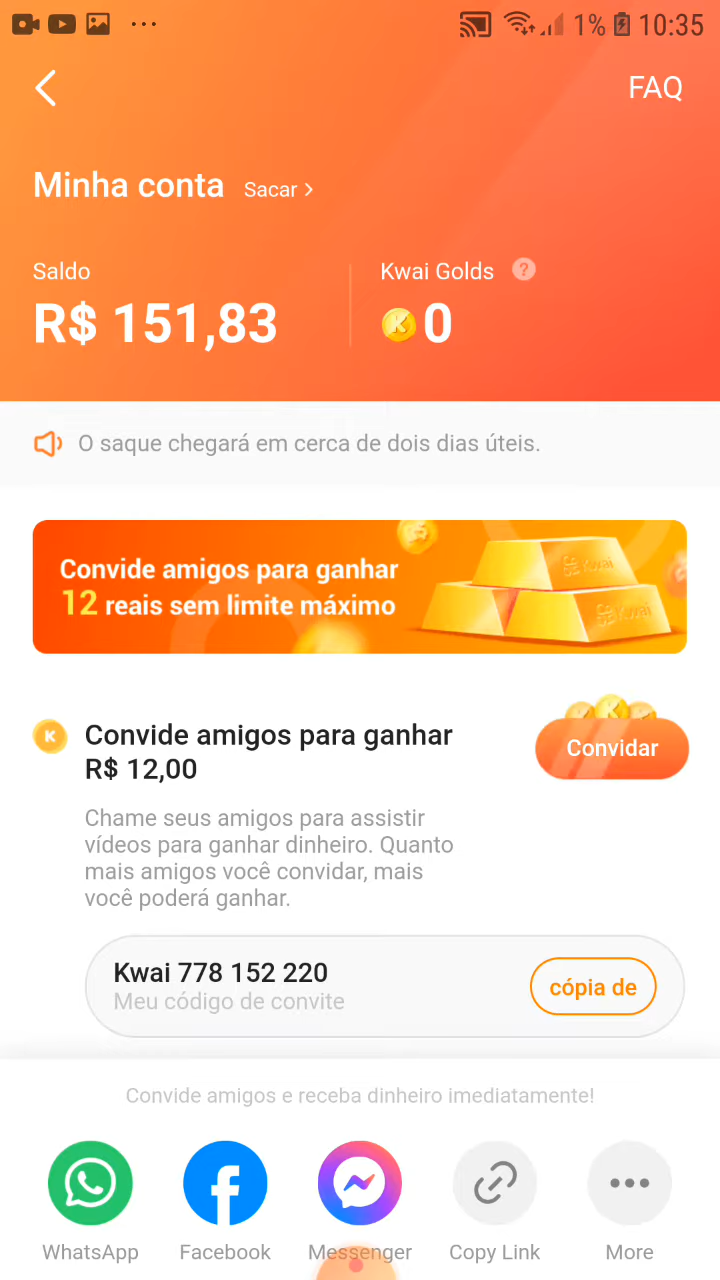 1% 10:35
FAQ
Minha conta Sacar >
Saldo Kwai Golds ?
R$ 151,83 K 0
O saque chegará em cerca de dois dias úteis.
Convide amigos para ganhar
12 reais sem limite máximo
Kwai
Kwai
K
Convide amigos para ganhar
R$ 12,00
Convidar
Chame seus amigos para assistir
vídeos para ganhar dinheiro. Quanto
mais amigos você convidar, mais
você poderá ganhar.
Kwai 778 152 220
Meu código de convite
cópia de
Convide amigos e receba dinheiro imediatamente!
WhatsApp Facebook Messenger Copy Link More